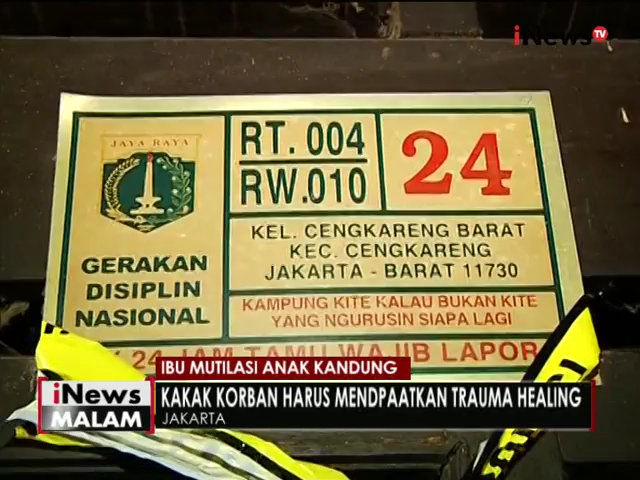 iNews TV
JAYA RAYA
GERAKAN
DISIPLIN
NASIONAL
RT. 004
RW. 010
24
KEL. CENGKARENG BARAT
KEC. CENGKARENG
JAKARTA - BARAT 11730
KAMPUNG KITE KALAU BUKAN KITE
YANG NGURUSIN SIAPA LAGI
24 JAM TAMU WAJIB LAPOR
IBU MUTILASI ANAK KANDUNG
iNews
MALAM
KAKAK KORBAN HARUS MENDPAATKAN TRAUMA HEALING
JAKARTA